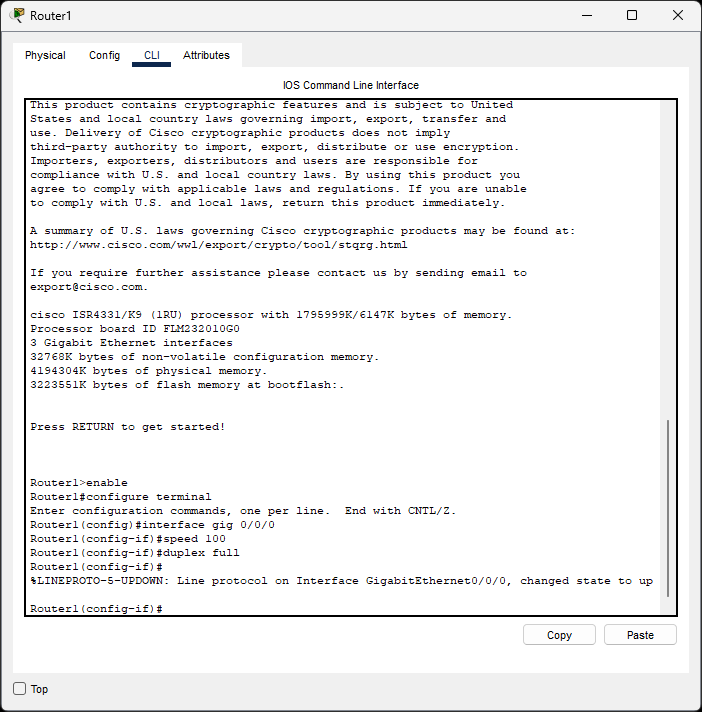 Router1
Physical Config CLI Attributes
IOS Command Line Interface
This product contains cryptographic features and is subject to United
States and local country laws governing import, export, transfer and
use. Delivery of Cisco cryptographic products does not imply
third-party authority to import, export, distribute or use encryption.
Importers, exporters, distributors and users are responsible for
compliance with U.S. and local country laws. By using this product you
agree to comply with applicable laws and regulations. If you are unable
to comply with U.S. and local laws, return this product immediately.
A summary of U.S. laws governing Cisco cryptographic products may be found at:
http://www.cisco.com/wwl/export/crypto/tool/stqrg.html
If you require further assistance please contact us by sending email to
export@cisco.com.
cisco ISR4331/K9 (1RU) processor with 1795999K/6147K bytes of memory.
Processor board ID FLM232010G0
3 Gigabit Ethernet interfaces
32768K bytes of non-volatile configuration memory.
4194304K bytes of physical memory.
3223551K bytes of flash memory at bootflash:.
Press RETURN to get started!
Router1>enable
Router1#configure terminal
Enter configuration commands, one per line.  End with CNTL/Z.
Router1(config)#interface gig 0/0/0
Router1(config-if)#speed 100
Router1(config-if)#duplex full
Router1(config-if)#
%LINEPROTO-5-UPDOWN: Line protocol on Interface GigabitEthernet0/0/0, changed state to up
Router1(config-if)#
Copy Paste
Top